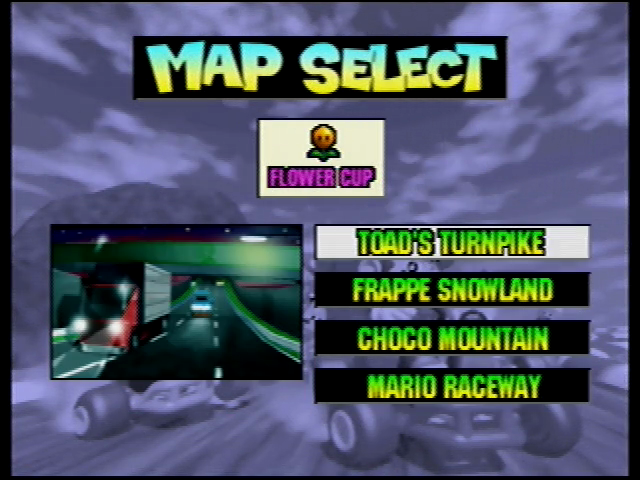 MAP SELECT
FLOWER CUP
TOAD'S TURNPIKE
FRAPPE SNOWLAND
CHOCO MOUNTAIN
MARIO RACEWAY